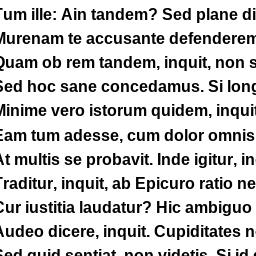 Tum ille: Ain tandem? Sed plane di
Murenam te accusante defenderem
Quam ob rem tandem, inquit, non s
Sed hoc sane concedamus. Si long
Minime vero istorum quidem, inquit
Eam tum adesse, cum dolor omnis
At multis se probavit. Inde igitur, in
Traditur, inquit, ab Epicuro ratio ne
Cur iustitia laudatur? Hic ambiguo
Audeo dicere, inquit. Cupiditates n
Sed quid sentiat, non videtis. Si id